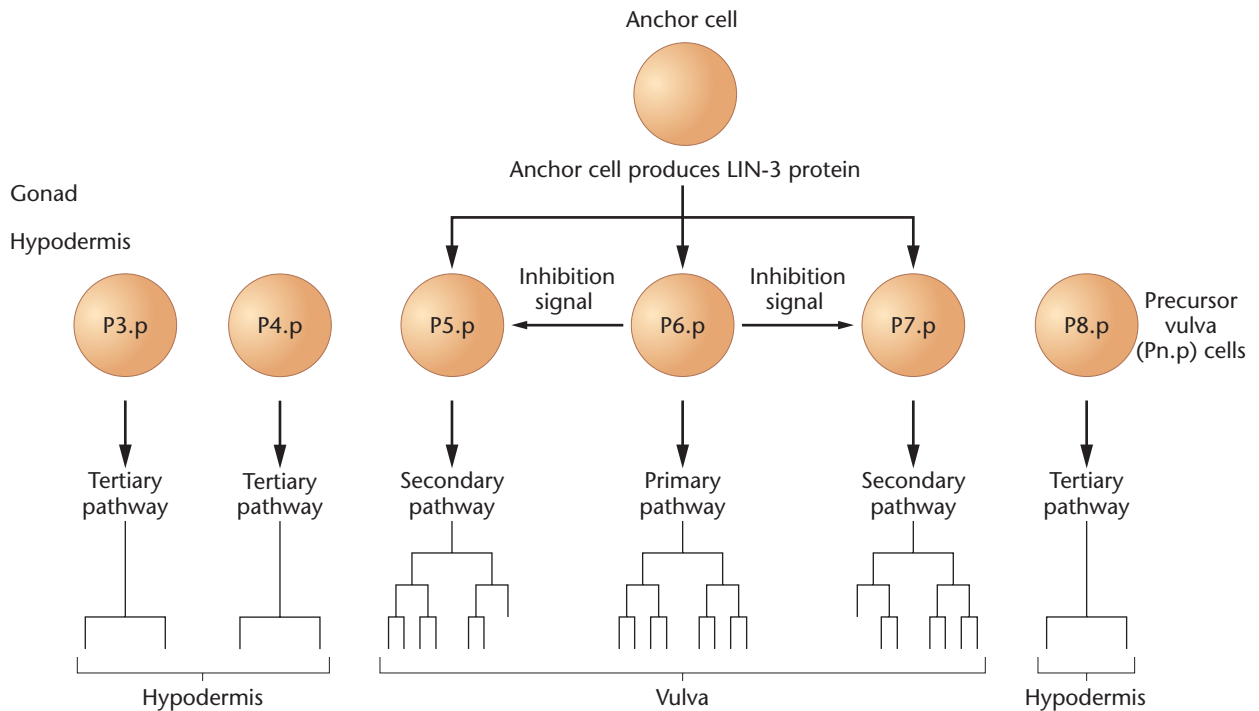 Anchor cell
Anchor cell produces LIN-3 protein
Gonad
Hypodermis
Inhibition
signal
Inhibition
signal
P3.p
P4.p
P5.p
P6.p
P7.p
P8.p
Precursor
vulva
(Pn.p) cells
Tertiary
pathway
Tertiary
pathway
Secondary
pathway
Primary
pathway
Secondary
pathway
Tertiary
pathway
Hypodermis
Vulva
Hypodermis